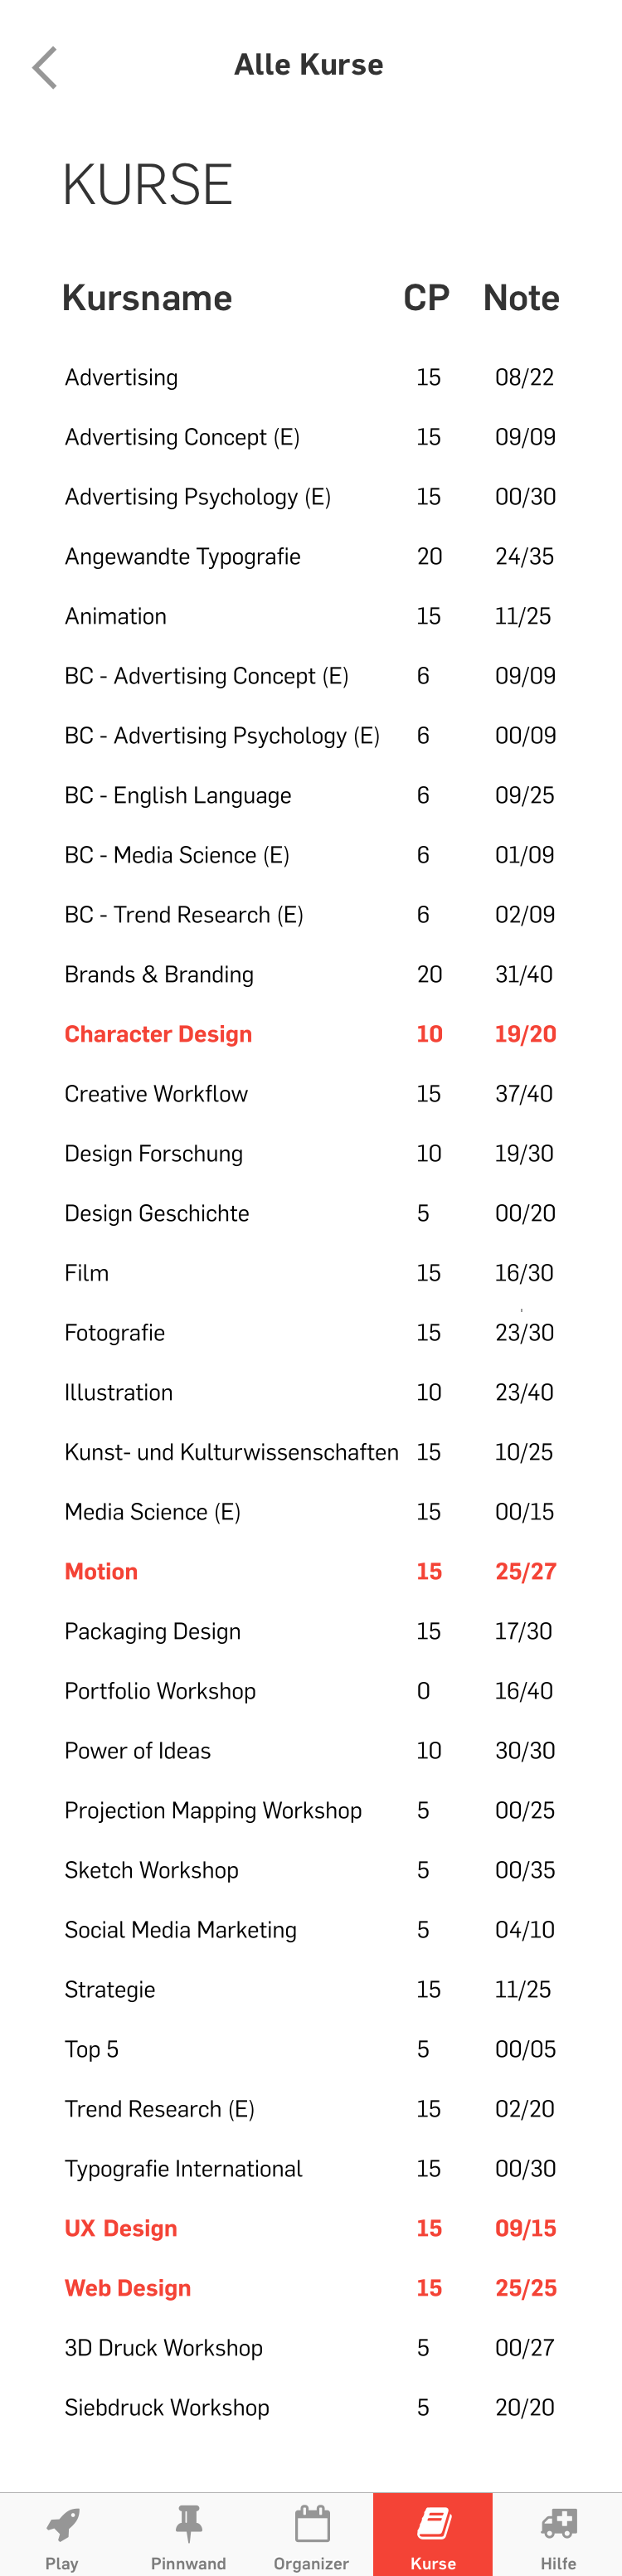 Alle Kurse
KURSE
Kursname CP Note
Advertising 15 08/22
Advertising Concept (E) 15 09/09
Advertising Psychology (E) 15 00/30
Angewandte Typografie 20 24/35
Animation 15 11/25
BC - Advertising Concept (E) 6 09/09
BC - Advertising Psychology (E) 6 00/09
BC - English Language 6 09/25
BC - Media Science (E) 6 01/09
BC - Trend Research (E) 6 02/09
Brands & Branding 20 31/40
Character Design 10 19/20
Creative Workflow 15 37/40
Design Forschung 10 19/30
Design Geschichte 5 00/20
Film 15 16/30
Fotografie 15 23/30
Illustration 10 23/40
Kunst- und Kulturwissenschaften 15 10/25
Media Science (E) 15 00/15
Motion 15 25/27
Packaging Design 15 17/30
Portfolio Workshop 0 16/40
Power of Ideas 10 30/30
Projection Mapping Workshop 5 00/25
Sketch Workshop 5 00/35
Social Media Marketing 5 04/10
Strategie 15 11/25
Top 5 5 00/05
Trend Research (E) 15 02/20
Typografie International 15 00/30
UX Design 15 09/15
Web Design 15 25/25
3D Druck Workshop 5 00/27
Siebdruck Workshop 5 20/20
Play Pinnwand Organizer Kurse Hilfe